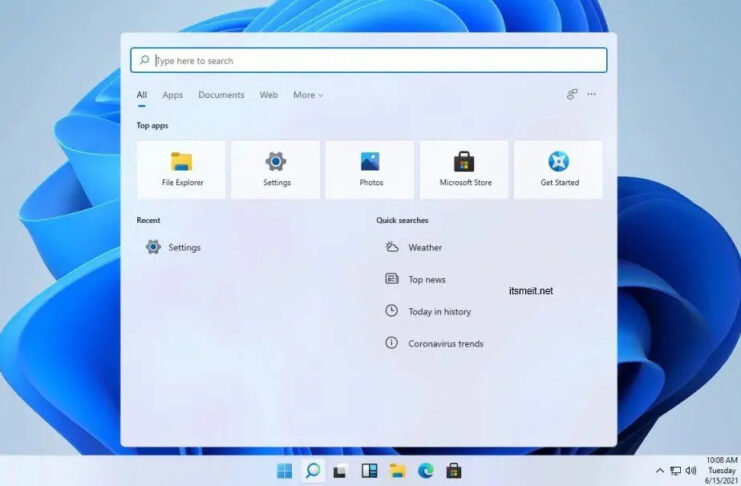 Type here to search
All Apps Documents Web More
Top apps
File Explorer Settings Photos Microsoft Store Get Started
Recent
Settings
Quick searches
Weather
Top news
Today in history
Coronavirus trends
itsmeit.net
10:08 AM
Tuesday
6/15/2021